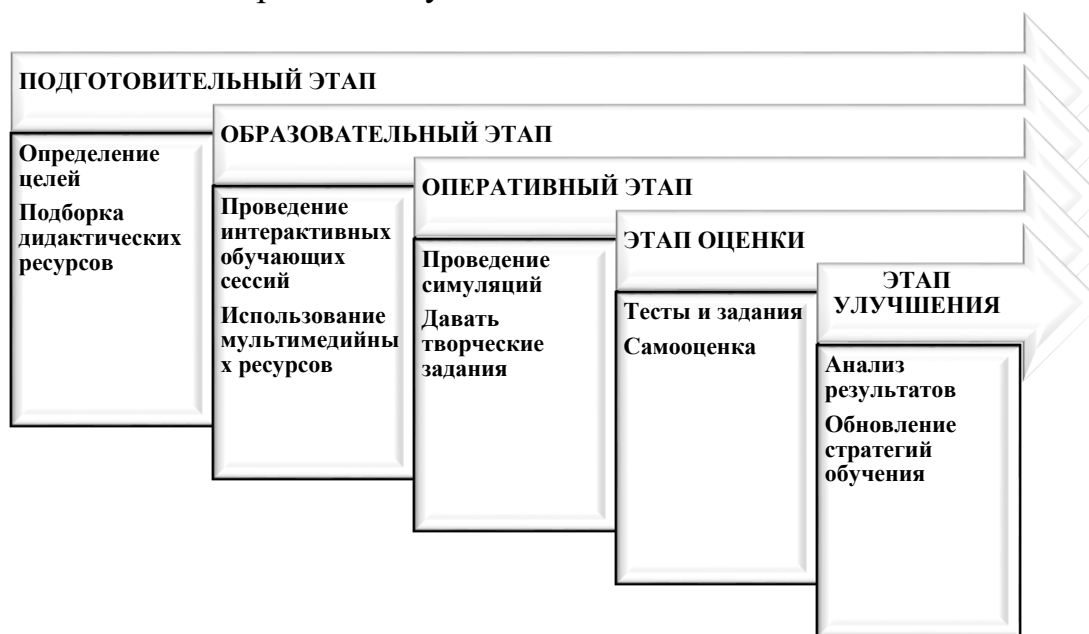 ПОДГОТОВИТЕЛЬНЫЙ ЭТАП
Определение
целей
Подборка
дидактических
ресурсов
ОБРАЗОВАТЕЛЬНЫЙ ЭТАП
Проведение
интерактивных
обучающих
сессий
Использование
мультимедийны
х ресурсов
ОПЕРАТИВНЫЙ ЭТАП
Проведение
симуляций
Давать
творческие
задания
ЭТАП ОЦЕНКИ
Тесты и задания
Самооценка
ЭТАП
УЛУЧШЕНИЯ
Анализ
результатов
Обновление
стратегий
обучения